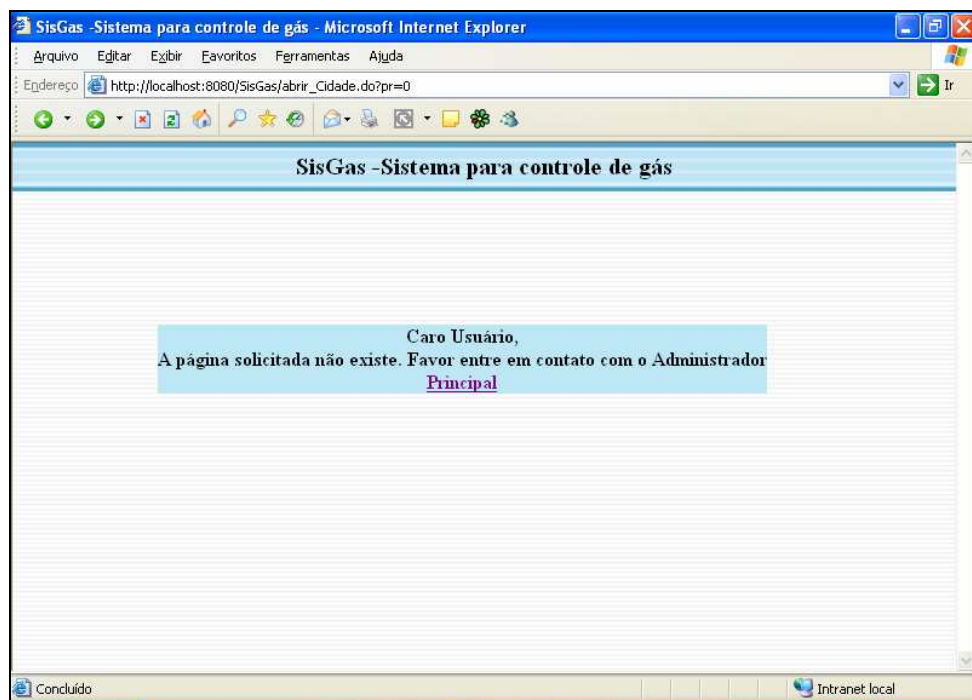 SisGas -Sistema para controle de gás - Microsoft Internet Explorer
Arquivo Editar Exibir Favoritos Ferramentas Ajuda
Endereço http://localhost:8080/SisGas/abrir_Cidade.do?pr=0 Ir
SisGas -Sistema para controle de gás
Caro Usuário,
A página solicitada não existe. Favor entre em contato com o Administrador
Principal
Concluído Intranet local